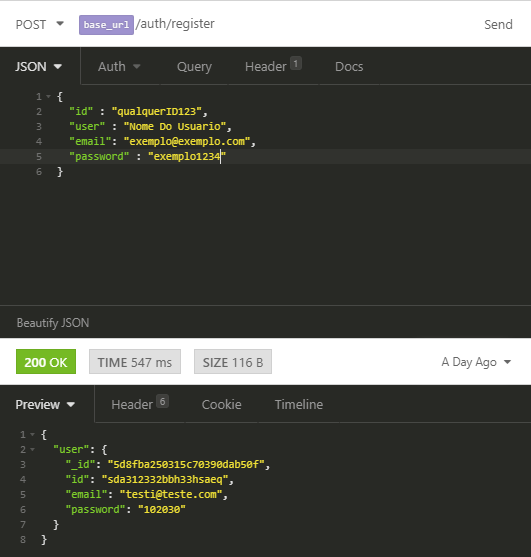 POST base_url /auth/register Send
JSON Auth Query Header 1 Docs
1 {
2 "id" : "qualquerID123",
3 "user" : "Nome Do Usuario",
4 "email": "exemplo@exemplo.com",
5 "password" : "exemplo1234"
6 }
Beautify JSON
200 OK TIME 547 ms SIZE 116 B A Day Ago
Preview Header 6 Cookie Timeline
1 {
2 "user": {
3 "_id": "5d8fba250315c70390dab50f",
4 "id": "sda312332bbh33hsaeq",
5 "email": "testi@teste.com",
6 "password": "102030"
7 }
8 }